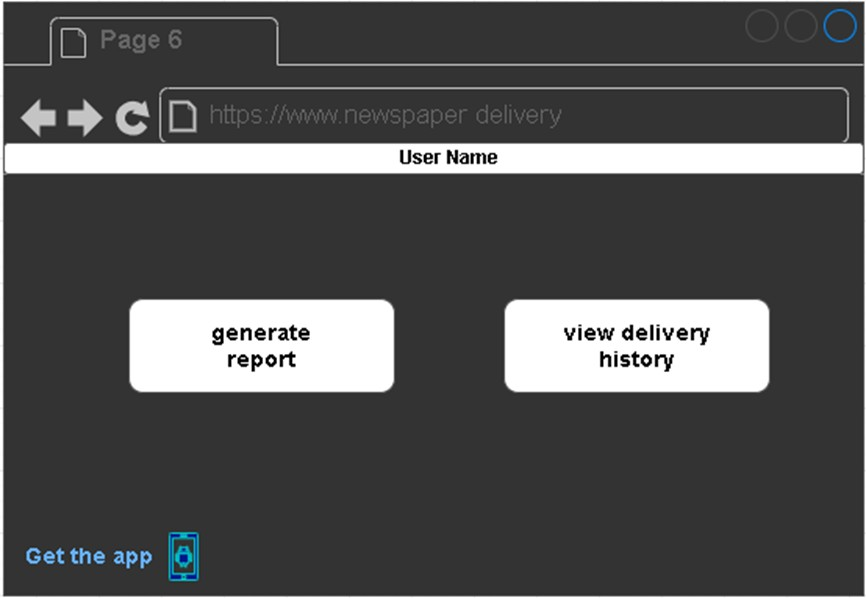 Page 6
https://www.newspaper delivery
User Name
generate
report
view delivery
history
Get the app